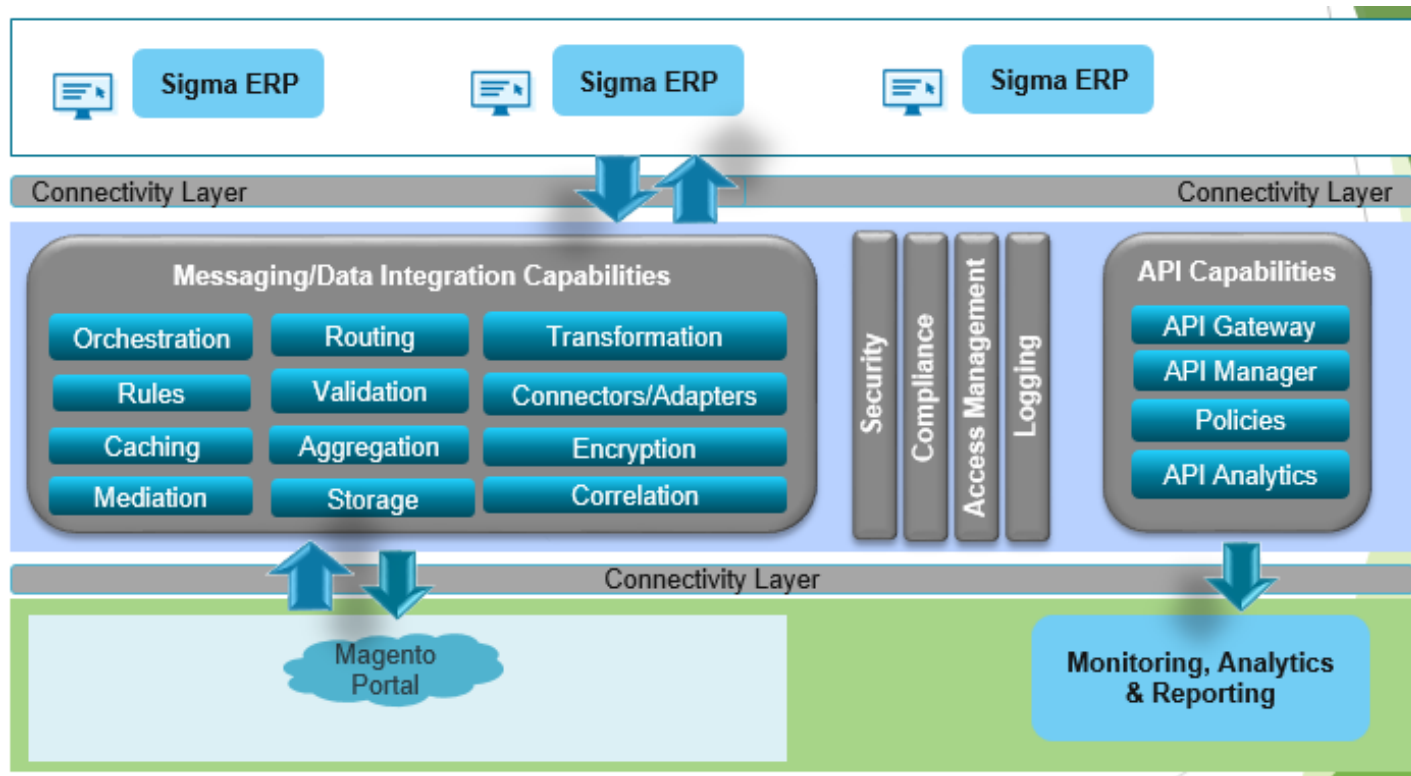 Sigma ERP
Sigma ERP
Sigma ERP
Connectivity Layer
Connectivity Layer
Messaging/Data Integration Capabilities
Orchestration
Routing
Transformation
Rules
Validation
Connectors/Adapters
Caching
Aggregation
Encryption
Mediation
Storage
Correlation
Security
Compliance
Access Management
Logging
API Capabilities
API Gateway
API Manager
Policies
API Analytics
Connectivity Layer
Magento
Portal
Monitoring, Analytics
& Reporting